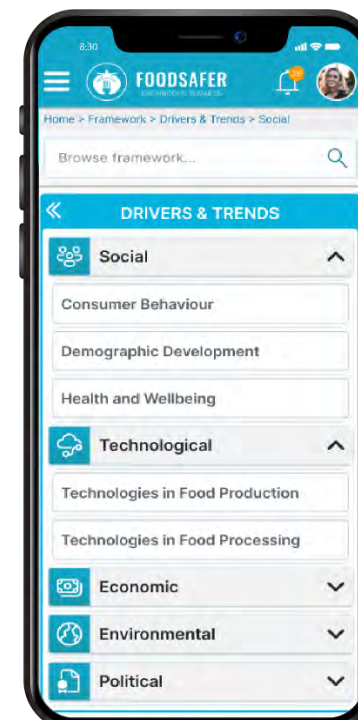 8:30
FOODSAFER
Home > Framework > Drivers & Trends > Social
Browse framework...
DRIVERS & TRENDS
Social
Consumer Behaviour
Demographic Development
Health and Wellbeing
Technological
Technologies in Food Production
Technologies in Food Processing
Economic
Environmental
Political